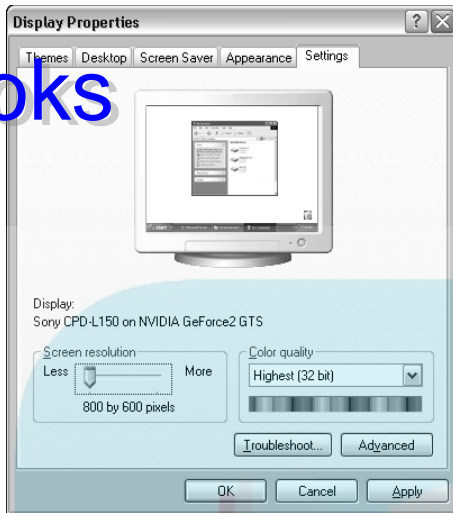 Display Properties
Themes Desktop Screen Saver Appearance Settings
oks
Display:
Sony CPD-L150 on NVIDIA GeForce2 GTS
Screen resolution
Less More
800 by 600 pixels
Color quality
Highest (32 bit)
Troubleshoot... Advanced
OK Cancel Apply